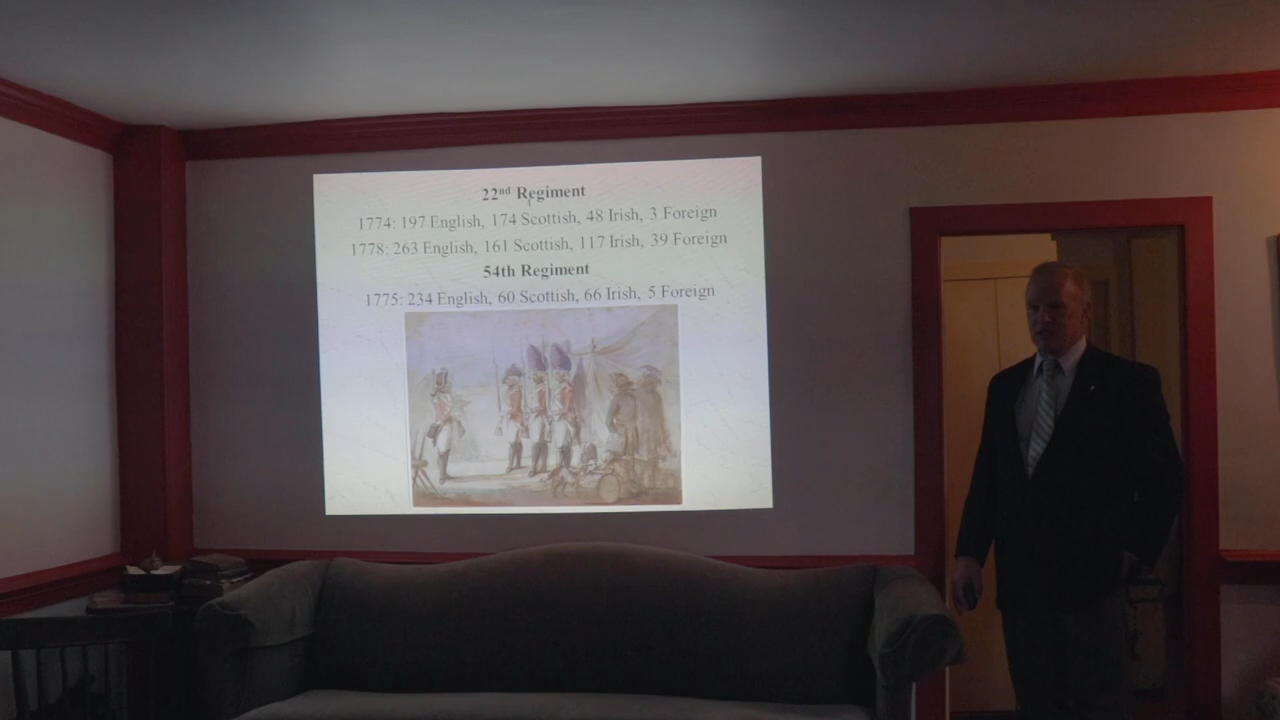 22nd Regiment
1774: 197 English, 174 Scottish, 48 Irish, 3 Foreign
1778: 263 English, 161 Scottish, 117 Irish, 39 Foreign
54th Regiment
1775: 234 English, 60 Scottish, 66 Irish, 5 Foreign